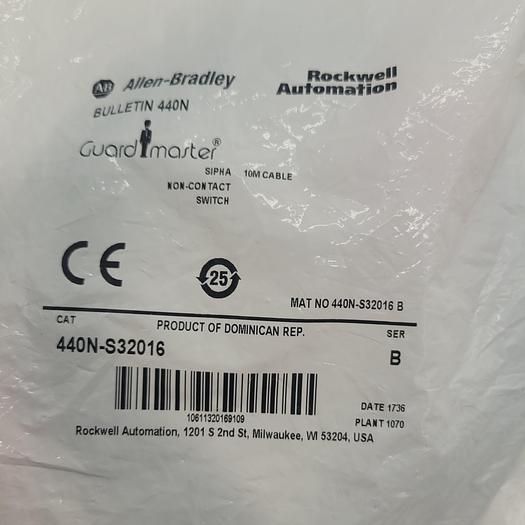 AB Allen-Bradley
Rockwell
Automation
BULLETIN 440N
Guardmaster®
SIPHA 10M CABLE
NON-CONTACT
SWITCH
CE
25
MAT NO 440N-S32016 B
CAT
PRODUCT OF DOMINICAN REP.
SER
440N-S32016
B
DATE 1736
10611320169109
PLANT 1070
Rockwell Automation, 1201 S 2nd St, Milwaukee, WI 53204, USA